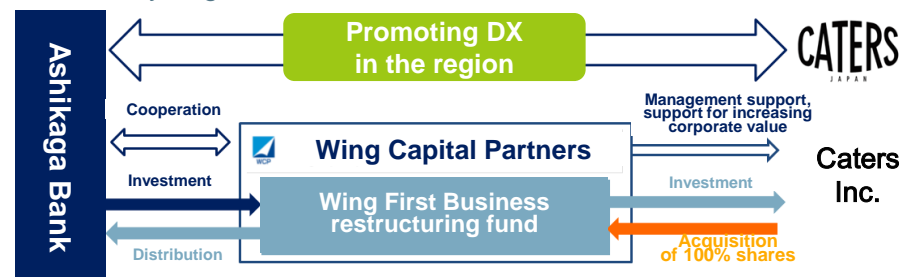 Promoting DX
in the region
CATERS
JAPAN
Ashikaga Bank
Cooperation
Management support,
support for increasing
corporate value
WCP
Wing Capital Partners
Caters
Inc.
Investment
Wing First Business
restructuring fund
Investment
Distribution
Acquisition
of 100% shares